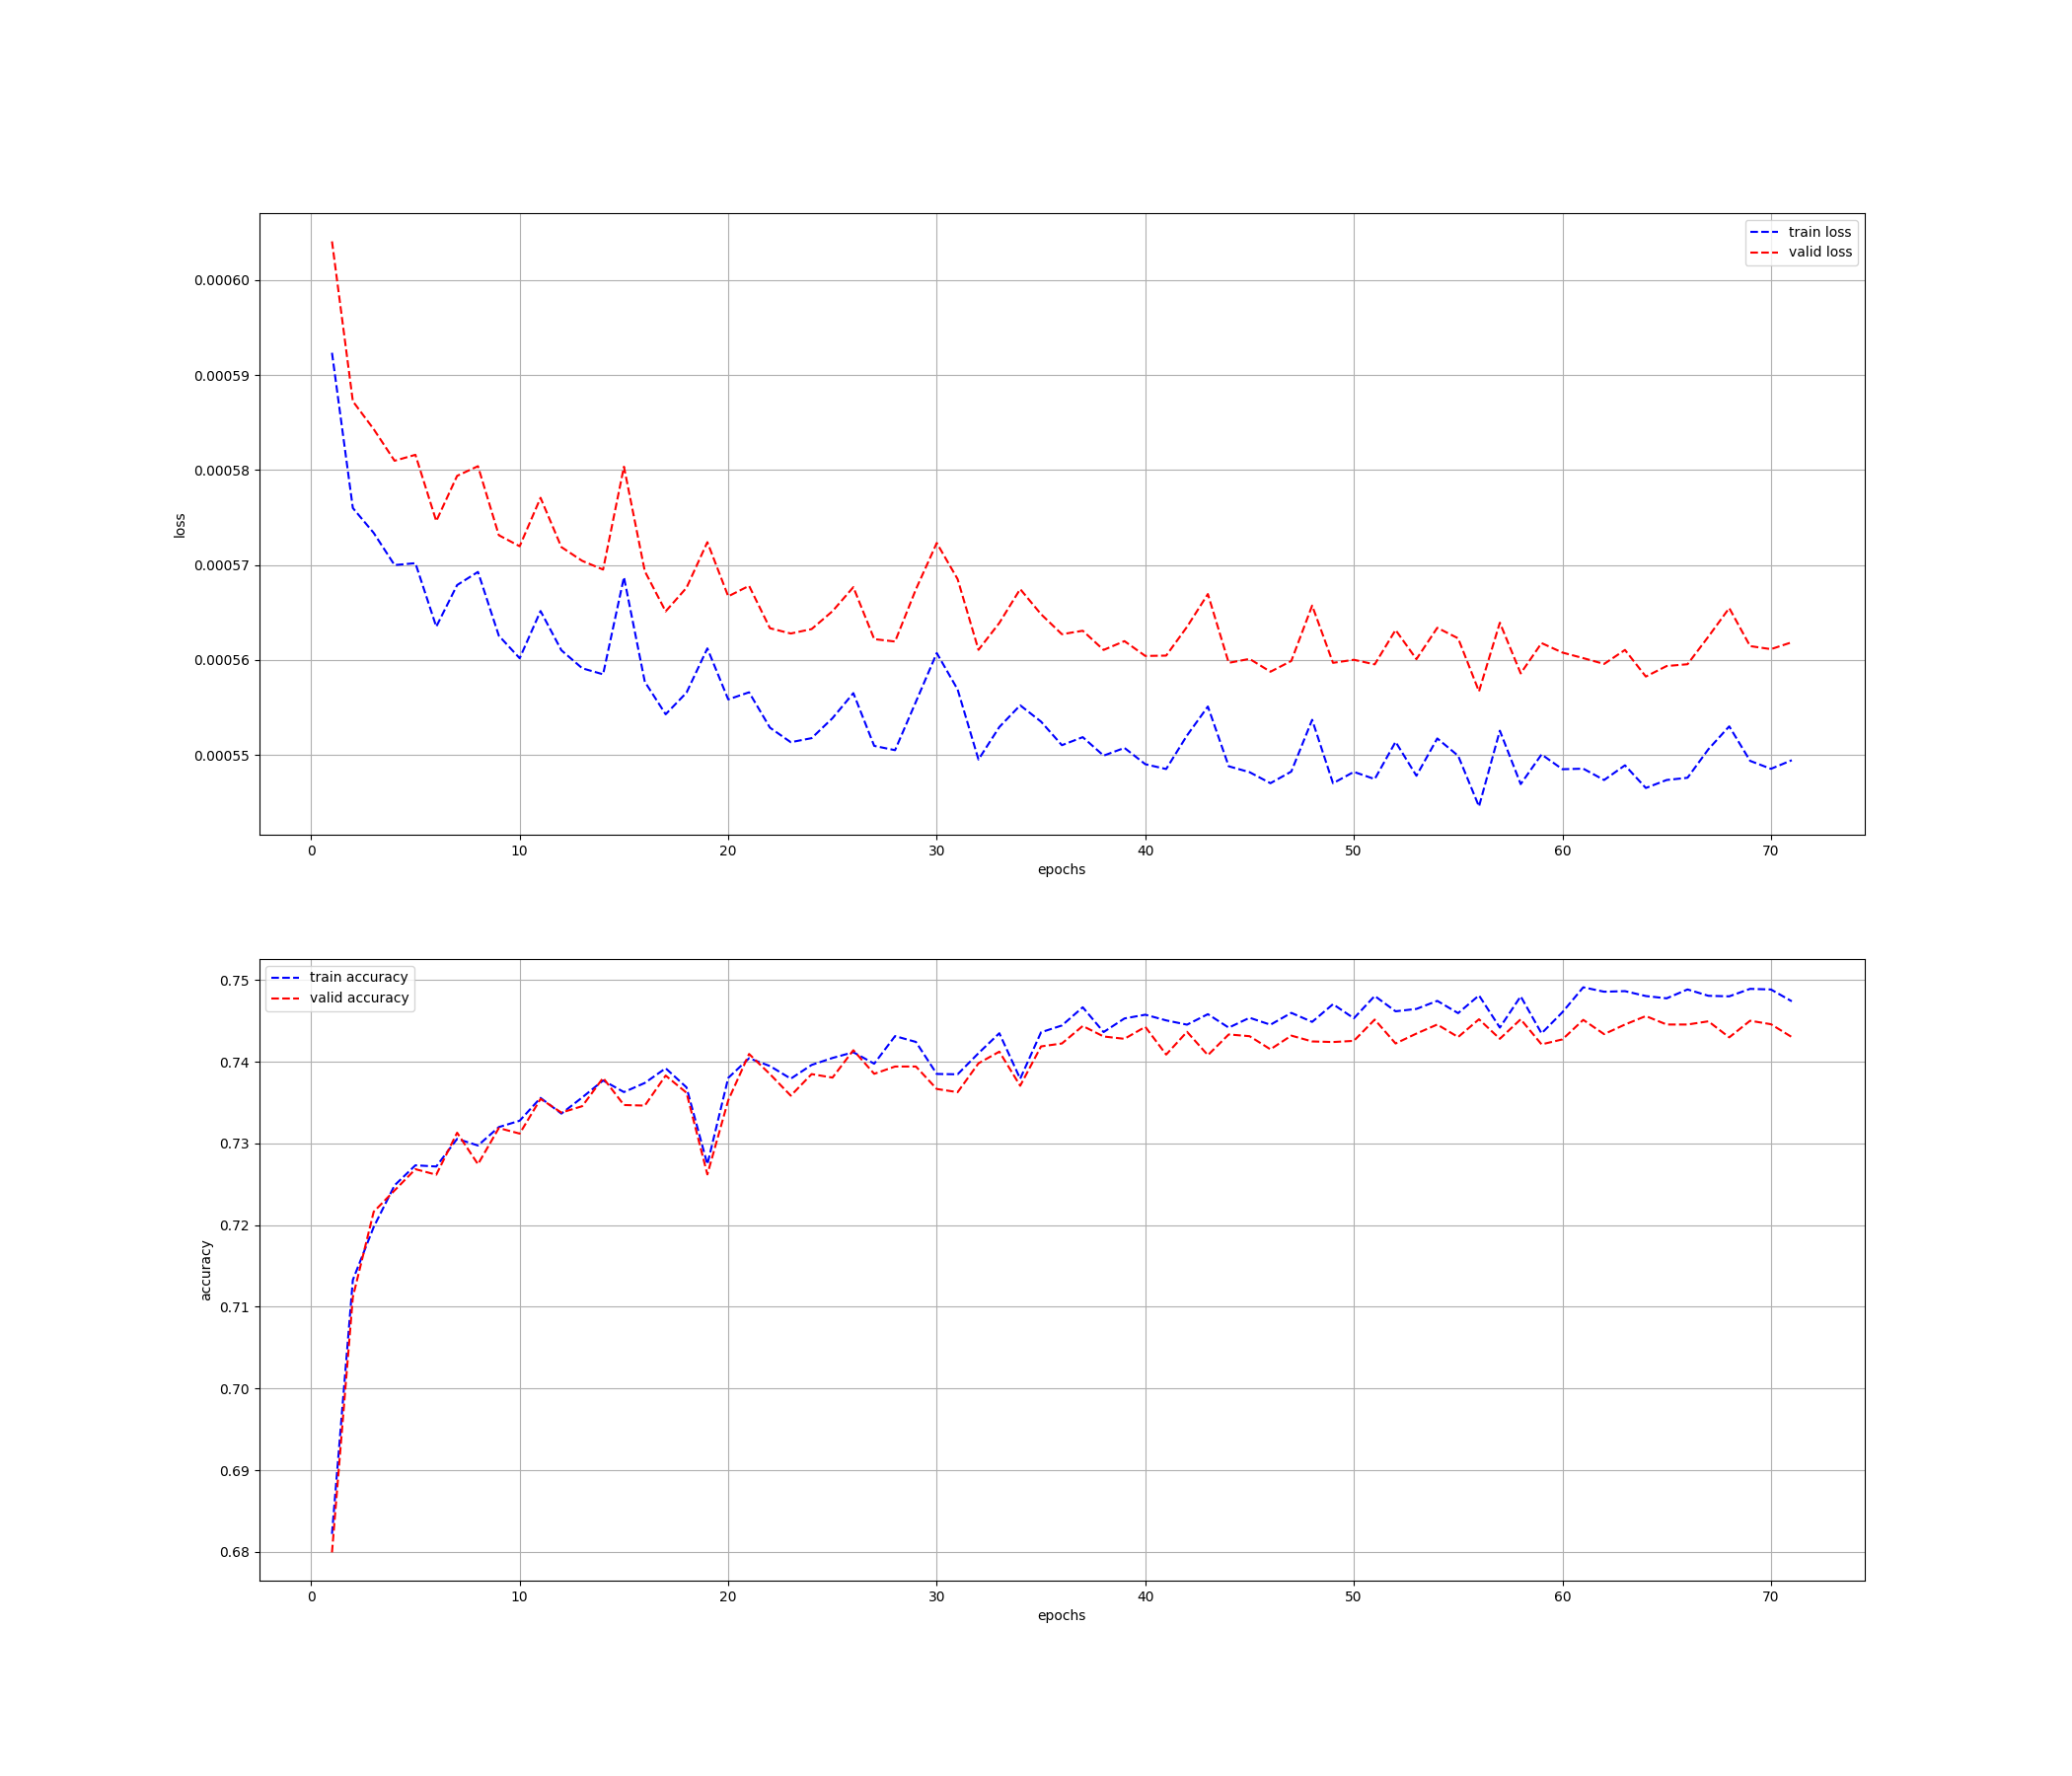 train loss
valid loss
0.00060
0.00059
0.00058
0.00057
0.00056
0.00055
loss
0 10 20 30 40 50 60 70
epochs
train accuracy
valid accuracy
0.75
0.74
0.73
0.72
0.71
0.70
0.69
0.68
accuracy
0 10 20 30 40 50 60 70
epochs